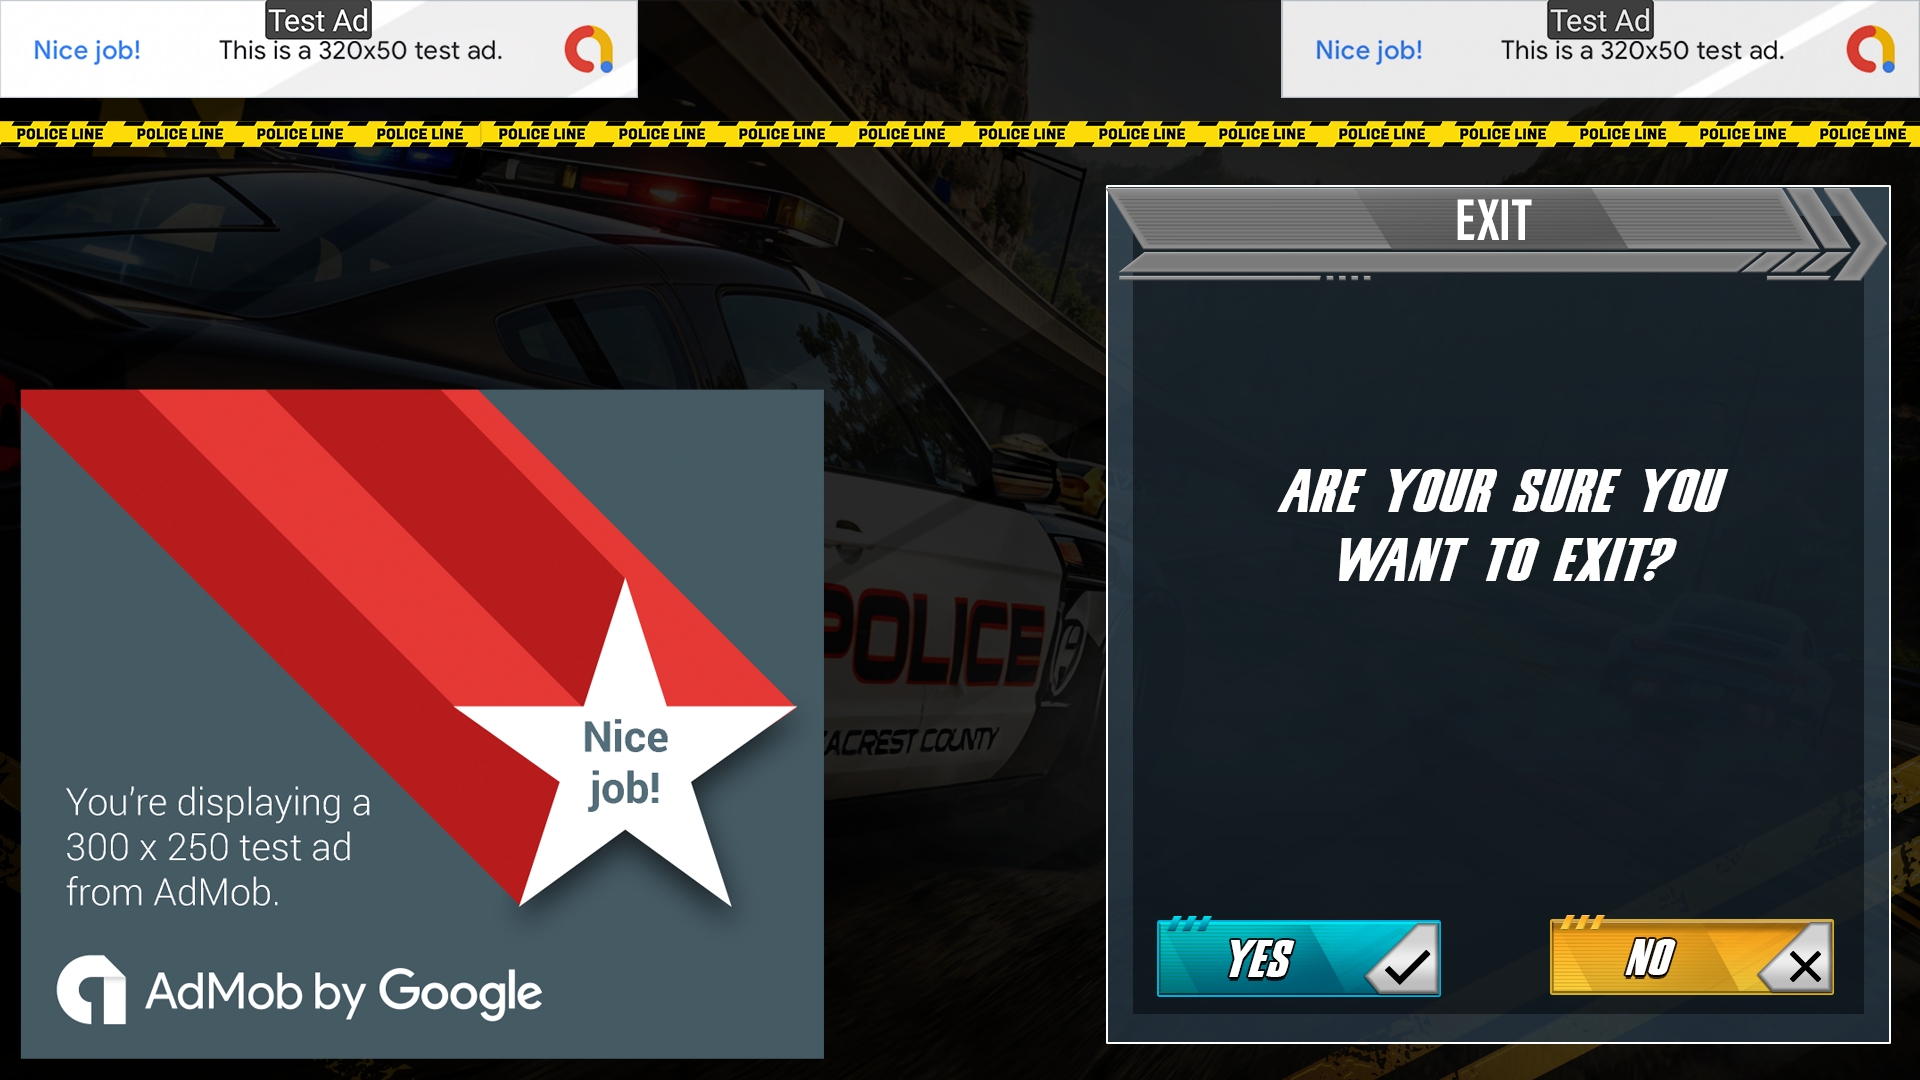 Test Ad
Nice job!
This is a 320x50 test ad.
Test Ad
Nice job!
This is a 320x50 test ad.
POLICE LINE POLICE LINE POLICE LINE POLICE LINE POLICE LINE POLICE LINE POLICE LINE POLICE LINE POLICE LINE POLICE LINE POLICE LINE POLICE LINE POLICE LINE POLICE LINE POLICE LINE POLICE LINE
EXIT
ARE YOUR SURE YOU
WANT TO EXIT?
POLICE
ACREST COUNTY
Nice
job!
You're displaying a
300 x 250 test ad
from AdMob.
AdMob by Google
YES
NO